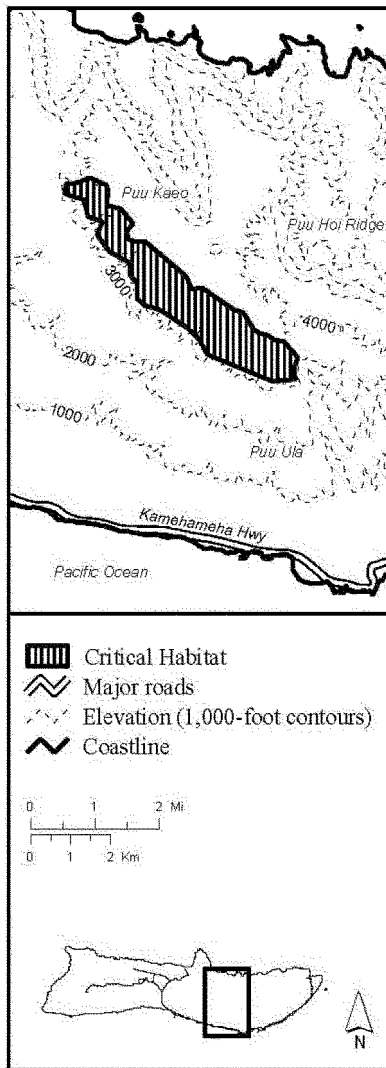 Puu Kaeo
Puu Hoi Ridge
3000
4000
2000
1000
Puu Ula
Kamehameha Hwy
Pacific Ocean
Critical Habitat
Major roads
Elevation (1,000-foot contours)
Coastline
0 1 2 Mi
0 1 2 Km
N